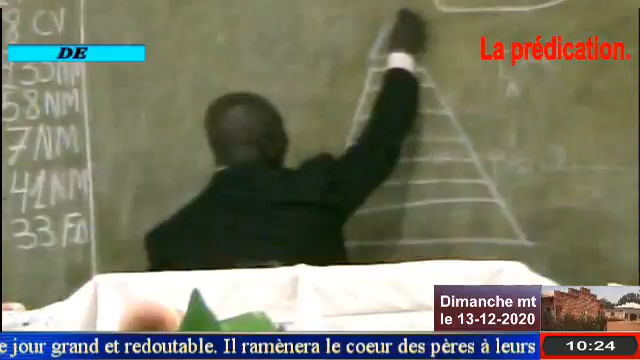 8 CV
DE
La prédication.
135NM
58NM
7NM
41NM
33FD
Dimanche mt
le 13-12-2020
e jour grand et redoutable. Il ramènera le coeur des pères à leurs
10:24